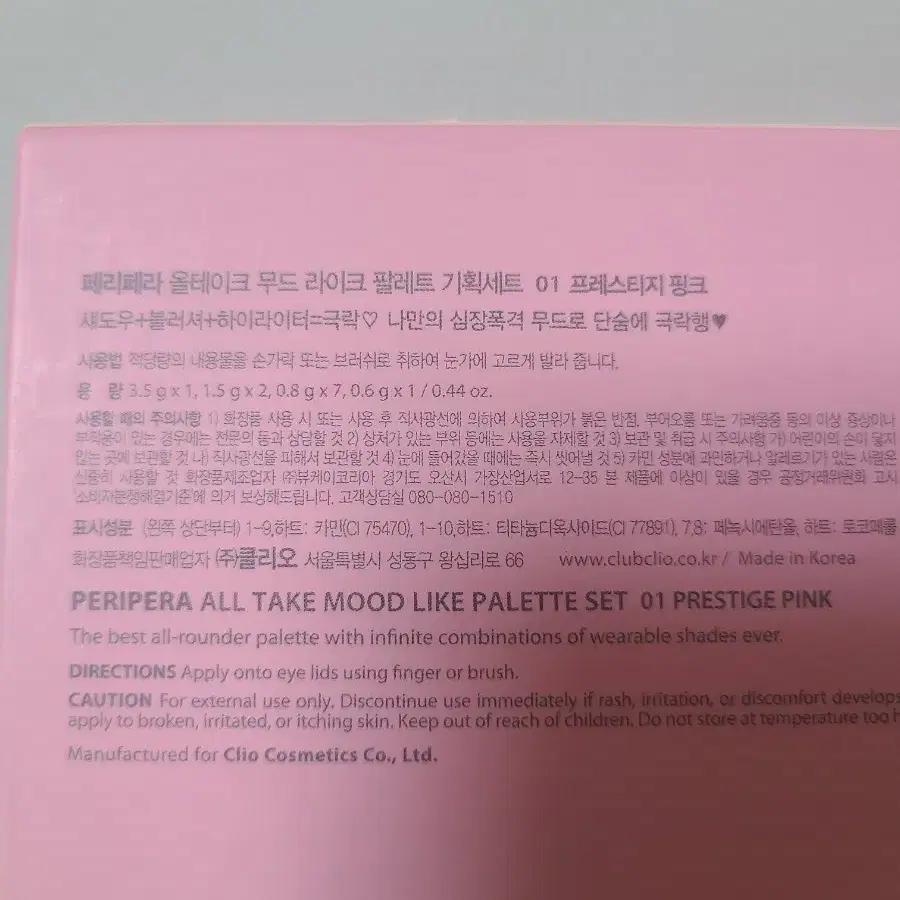 페리페라 올테이크 무드 라이크 팔레트 기획세트 01 프레스티지 핑크
섀도우+블러셔+하이라이터=극락♡ 나만의 심장폭격 무드로 단숨에 극락행♥
사용법 적당량의 내용물을 손가락 또는 브러쉬로 취하여 눈가에 고르게 발라 줍니다.
용 량 3.5 g x 1, 1.5 g x 2, 0.8 g x 7, 0.6 g x 1 / 0.44 oz.
사용할 때의 주의사항 1) 화장품 사용 시 또는 사용 후 직사광선에 의하여 사용부위가 붉은 반점, 부어오름 또는 가려움증 등의 이상 증상이나
부작용이 있는 경우에는 전문의 등과 상담할 것 2) 상처가 있는 부위 등에는 사용을 자제할 것 3) 보관 및 취급 시 주의사항 가) 어린이의 손이 닿지
않는 곳에 보관할 것 나) 직사광선을 피해서 보관할 것 4) 눈에 들어갔을 때에는 즉시 씻어낼 것 5) 카민 성분에 과민하거나 알레르기가 있는 사람은
신중히 사용할 것 화장품제조업자 ㈜뷰케이코리아 경기도 오산시 가장산업서로 12-35 본 제품에 이상이 있을 경우 공정거래위원회 고시
'소비자분쟁해결기준'에 의거 보상해드립니다. 고객상담실 080-080-1510
표시성분 (왼쪽 상단부터) 1-9,하트: 카민(CI 75470), 1-10,하트: 티타늄디옥사이드(CI 77891), 7,8: 페녹시에탄올, 하트: 토코페롤
화장품책임판매업자 ㈜클리오 서울특별시 성동구 왕십리로 66 www.clubclio.co.kr / Made in Korea
PERIPERA ALL TAKE MOOD LIKE PALETTE SET 01 PRESTIGE PINK
The best all-rounder palette with infinite combinations of wearable shades ever.
DIRECTIONS Apply onto eye lids using finger or brush.
CAUTION For external use only. Discontinue use immediately if rash, irritation, or discomfort develops
apply to broken, irritated, or itching skin. Keep out of reach of children. Do not store at temperature too
Manufactured for Clio Cosmetics Co., Ltd.